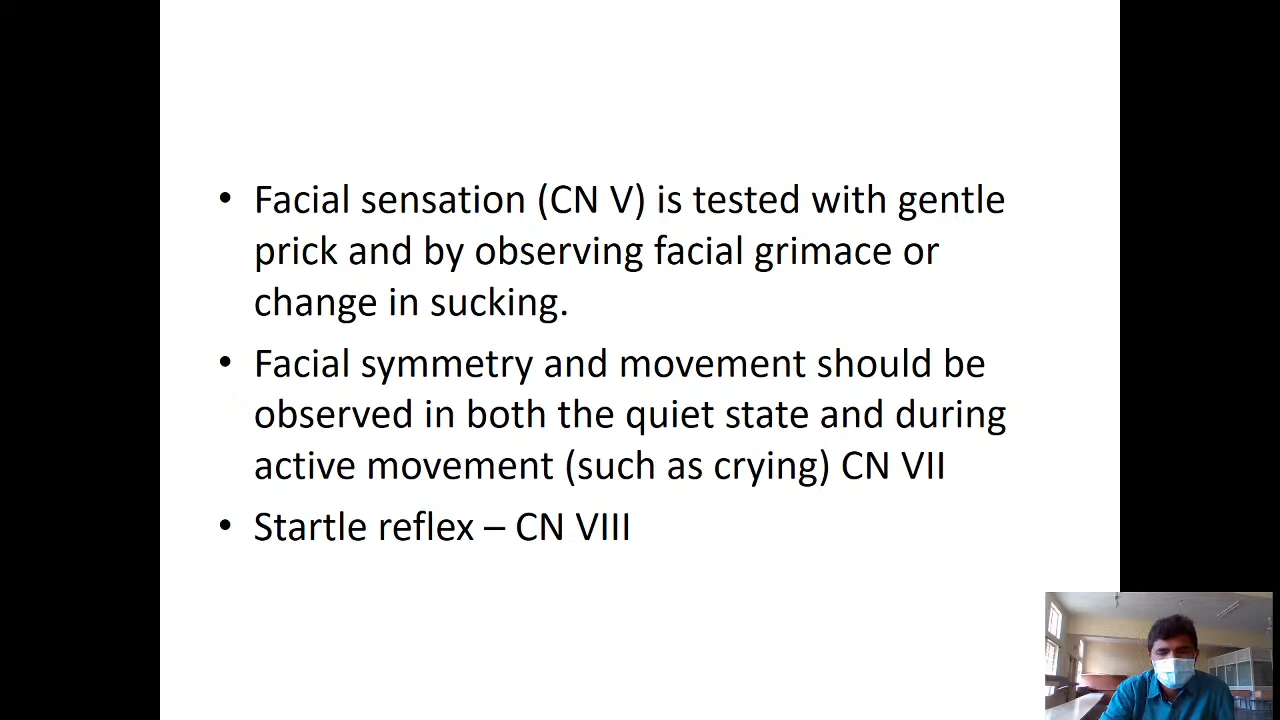 • Facial sensation (CN V) is tested with gentle
prick and by observing facial grimace or
change in sucking.
• Facial symmetry and movement should be
observed in both the quiet state and during
active movement (such as crying) CN VII
• Startle reflex – CN VIII